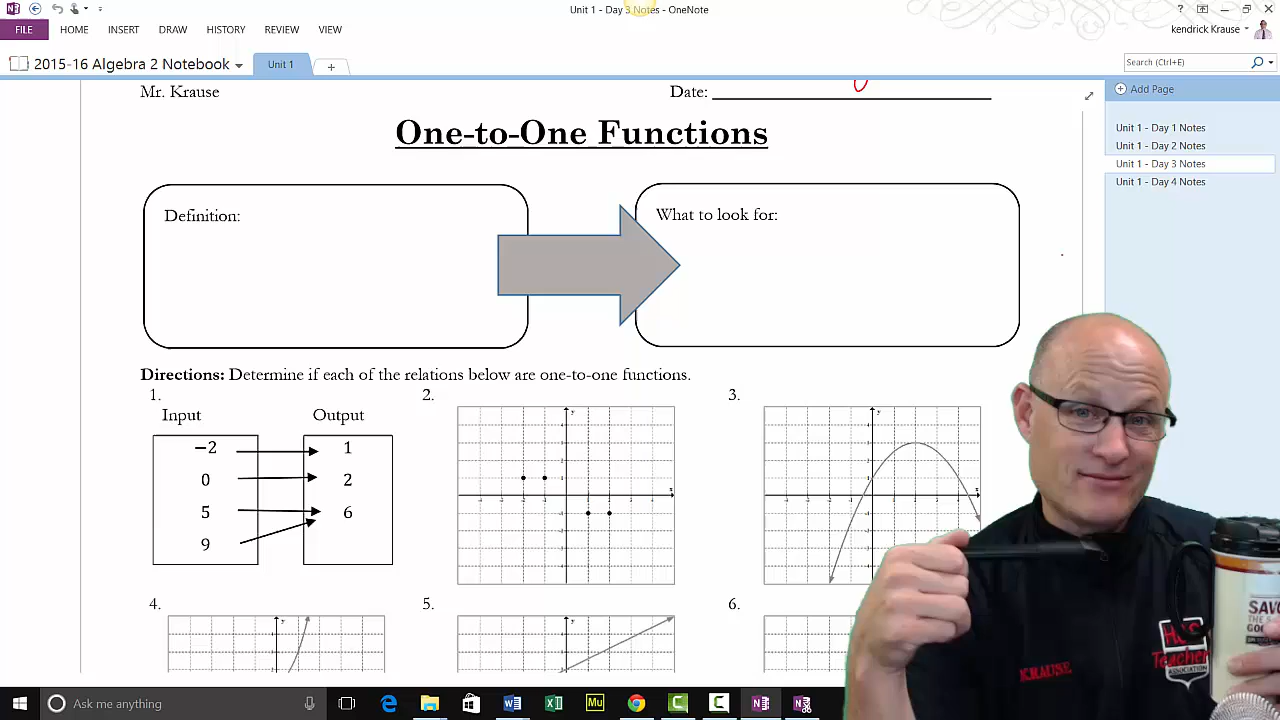 Unit 1 - Day 3 Notes - OneNote
FILE HOME INSERT DRAW HISTORY REVIEW VIEW
kendrick Krause
2015-16 Algebra 2 Notebook
Unit 1
Search (Ctrl+E)
Mr. Krause
Date:
Add Page
Unit 1 - Day 1 Notes
Unit 1 - Day 2 Notes
Unit 1 - Day 3 Notes
Unit 1 - Day 4 Notes
One-to-One Functions
Definition:
What to look for:
Directions: Determine if each of the relations below are one-to-one functions.
1.
Input Output
−2 1
0 2
5 6
9
2.
3.
4.
5.
6.
HCS
Teacher
ASSOCIATION
KRAUSE
Ask me anything